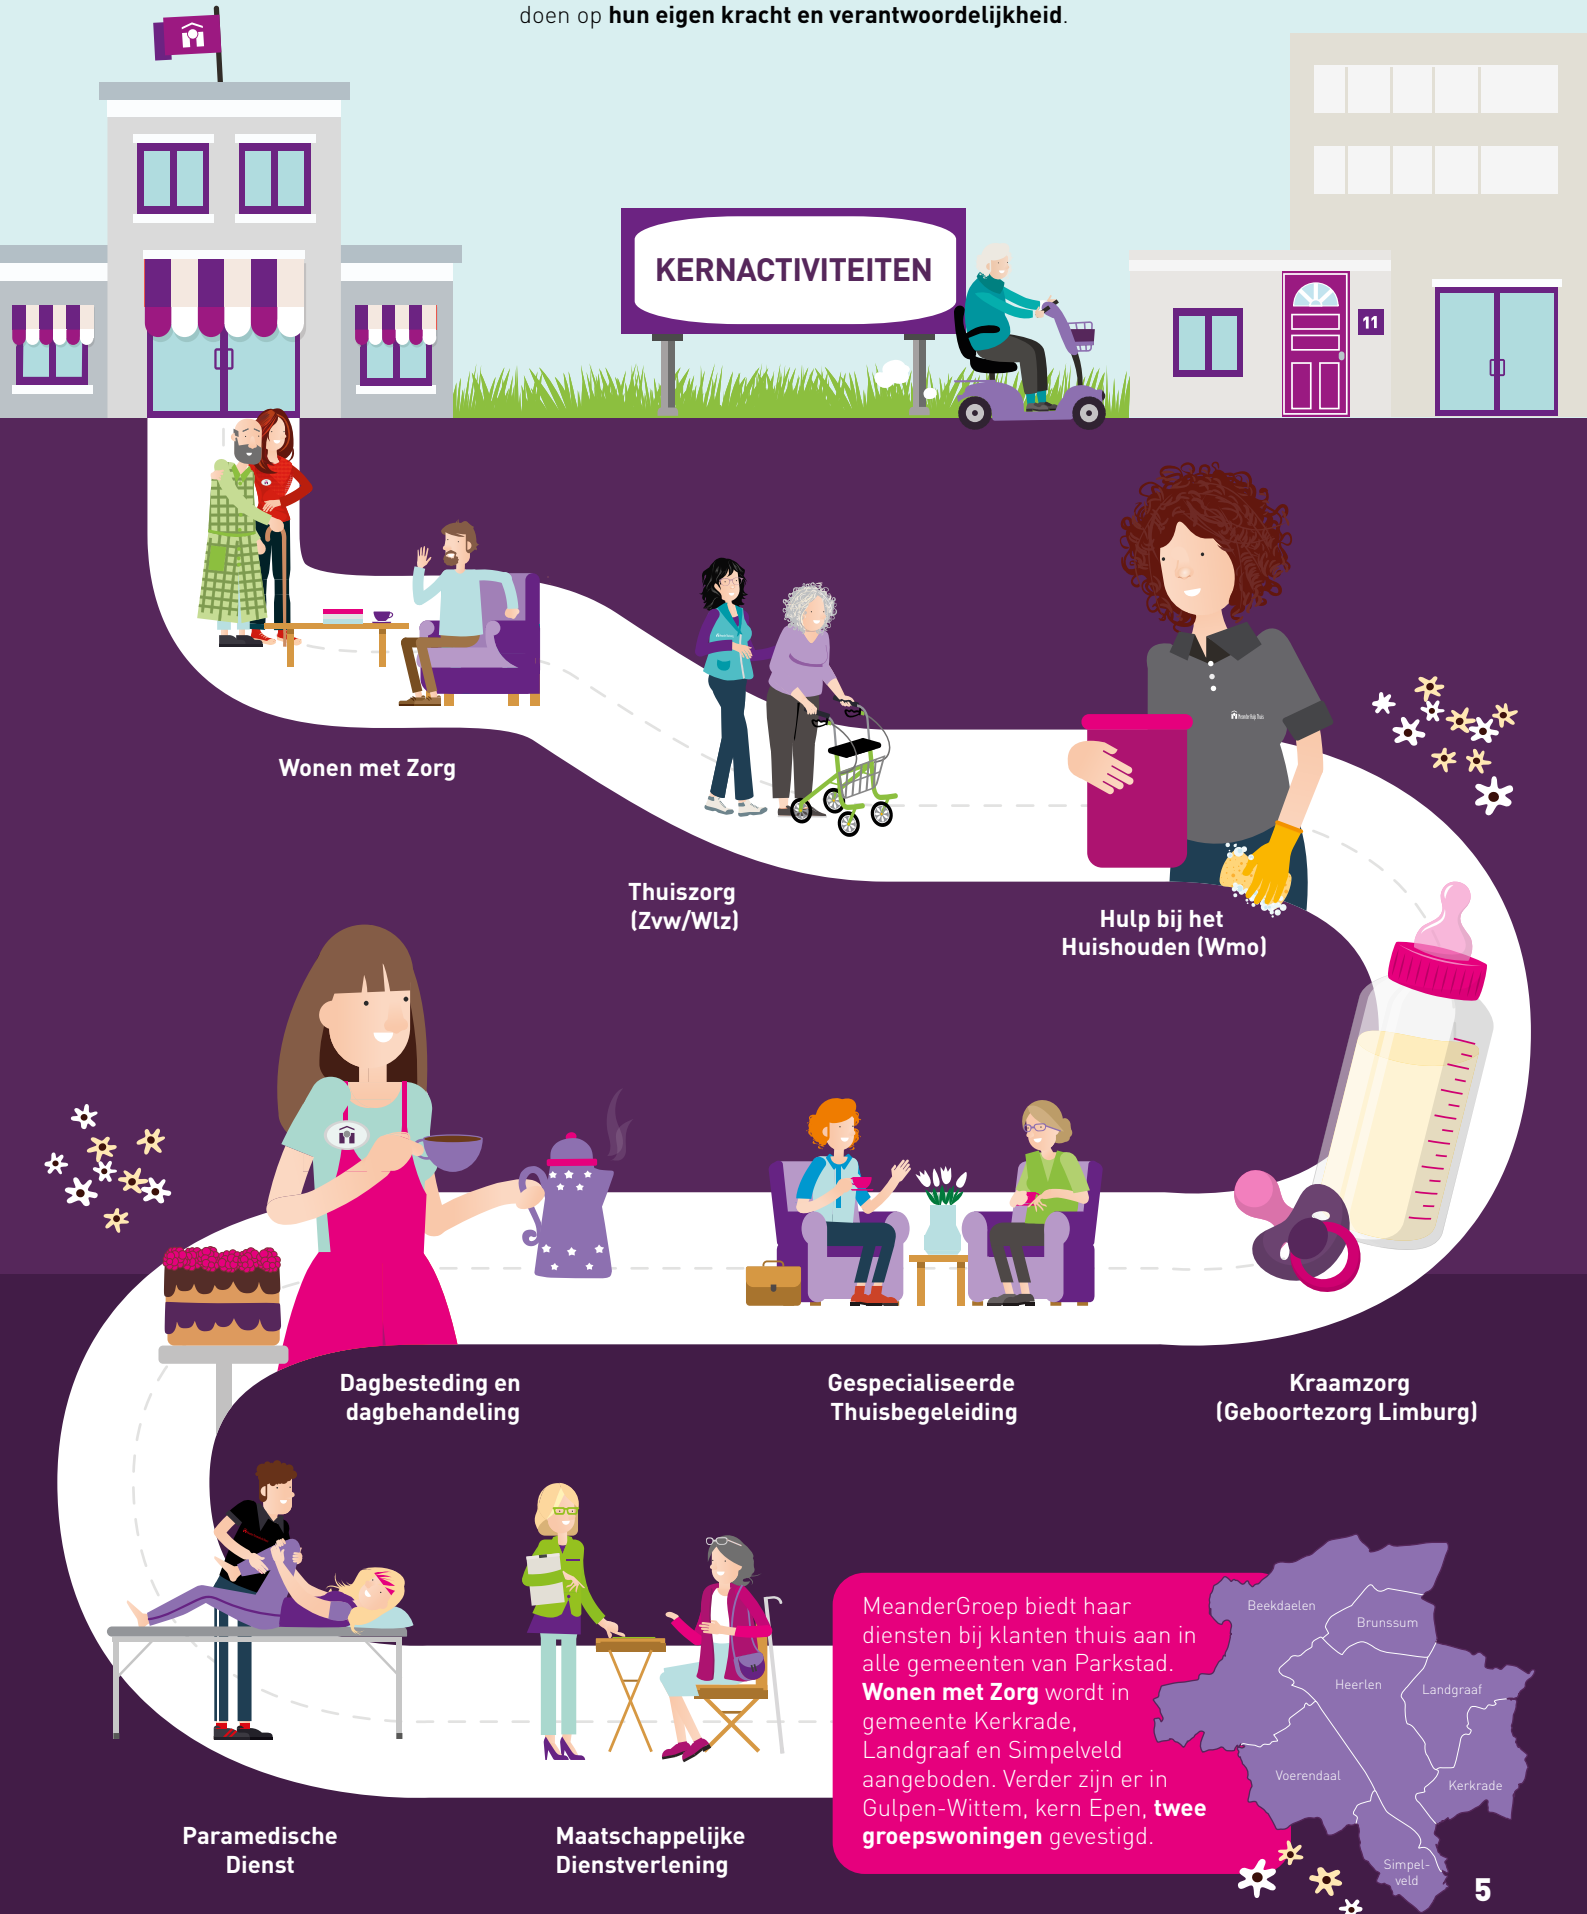 doen op hun eigen kracht en verantwoordelijkheid.
KERNACTIVITEITEN
11
Wonen met Zorg
Thuiszorg
(Zvw/Wlz)
Hulp bij het
Huishouden (Wmo)
Dagbesteding en
dagbehandeling
Gespecialiseerde
Thuisbegeleiding
Kraamzorg
(Geboortezorg Limburg)
Paramedische
Dienst
Maatschappelijke
Dienstverlening
MeanderGroep biedt haar
diensten bij klanten thuis aan in
alle gemeenten van Parkstad.
Wonen met Zorg wordt in
gemeente Kerkrade,
Landgraaf en Simpelveld
aangeboden. Verder zijn er in
Gulpen-Wittem, kern Epen, twee
groepswoningen gevestigd.
Beekdaelen
Brunssum
Heerlen
Landgraaf
Voerendaal
Kerkrade
Simpel-
veld
5